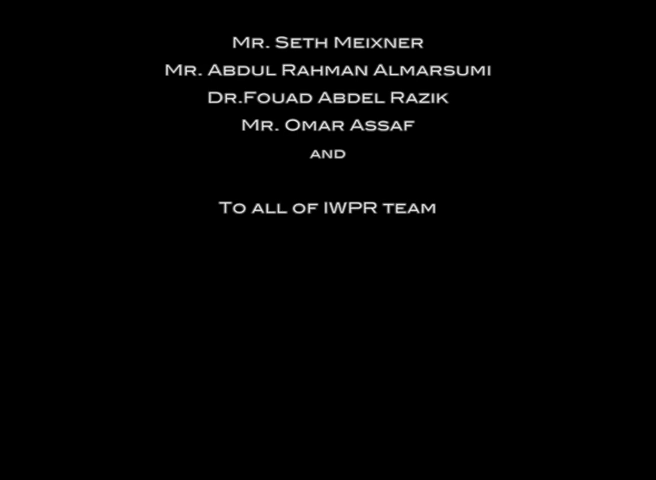 Mr. Seth Meixner
Mr. Abdul Rahman Almarsumi
Dr.Fouad Abdel Razik
Mr. Omar Assaf
and
To all of IWPR team